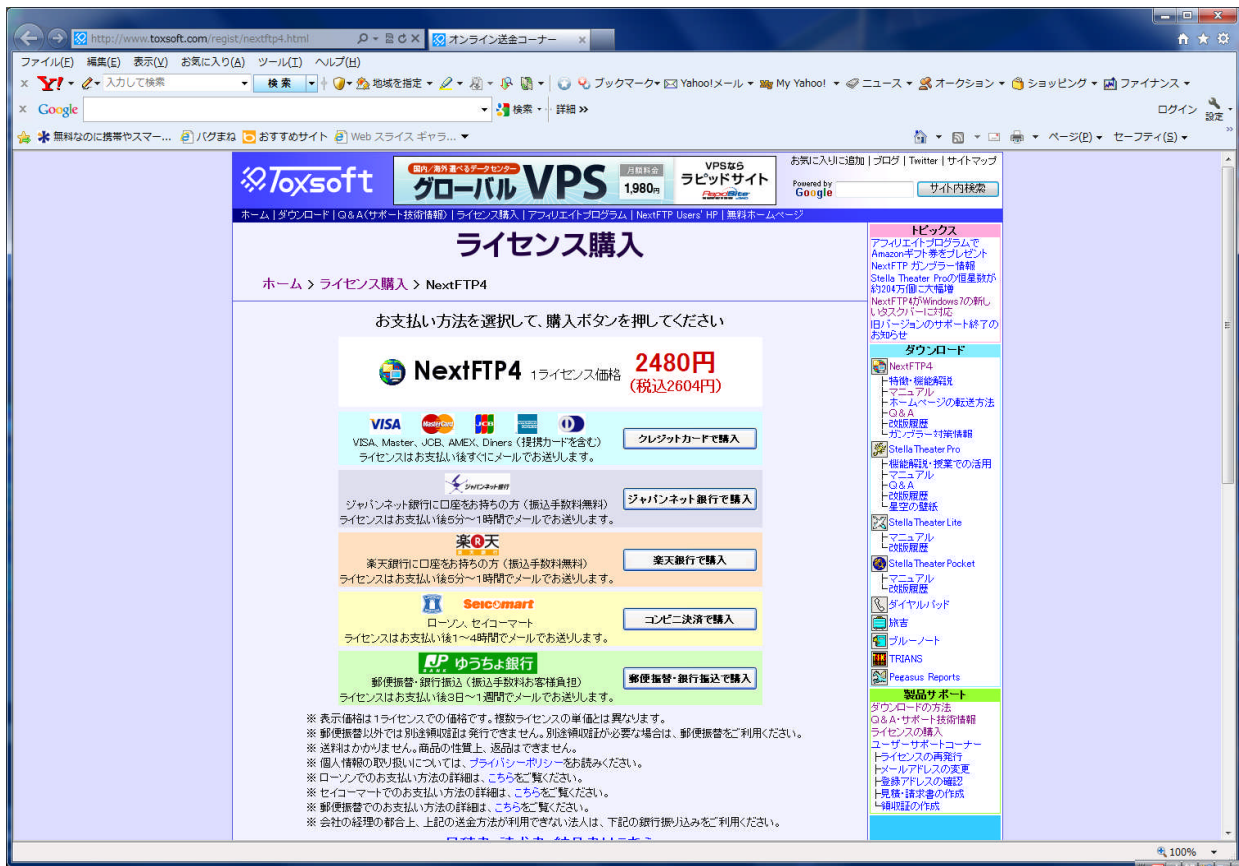 http://www.toxsoft.com/regist/nextftp4.html
オンライン送金コーナー
ファイル(F) 編集(E) 表示(V) お気に入り(A) ツール(T) ヘルプ(H)
Y! 入力して検索 検索 地域を指定 ブックマーク Yahoo!メール My Yahoo! ニュース オークション ショッピング ファイナンス
Google 検索 詳細 ログイン 設定
無料なのに携帯やスマー... バグまね おすすめサイト Web スライス ギャラ... ページ(P) セーフティ(S)
Toxsoft
国内/海外 選べるデータセンター
グローバルVPS
月額料金
1,980円
VPSなら
ラピッドサイト
RapidSite
お気に入りに追加 | ブログ | Twitter | サイトマップ
Powered by
Google
サイト内検索
ホーム | ダウンロード | Q&A(サポート技術情報) | ライセンス購入 | アフィリエイトプログラム | NextFTP Users' HP | 無料ホームページ
ライセンス購入
ホーム > ライセンス購入 > NextFTP4
お支払い方法を選択して、購入ボタンを押してください
NextFTP4 1ライセンス価格 2480円
(税込2604円)
VISA MasterCard JCB
VISA、Master、JCB、AMEX、Diners (提携カードを含む)
ライセンスはお支払い後すぐにメールでお送りします。
クレジットカードで購入
ジャパンネット銀行
ジャパンネット銀行に口座をお持ちの方 (振込手数料無料)
ライセンスはお支払い後5分~1時間でメールでお送りします。
ジャパンネット銀行で購入
楽R天
楽天銀行に口座をお持ちの方 (振込手数料無料)
ライセンスはお支払い後5分~1時間でメールでお送りします。
楽天銀行で購入
Seicomart
ローソン、セイコーマート
ライセンスはお支払い後1~4時間でメールでお送りします。
コンビニ決済で購入
JP BANK ゆうちょ銀行
郵便振替・銀行振込 (振込手数料お客様負担)
ライセンスはお支払い後3日~1週間でメールでお送りします。
郵便振替・銀行振込で購入
※ 表示価格は1ライセンスでの価格です。複数ライセンスの単価とは異なります。
※ 郵便振替以外では別途領収証は発行できません。別途領収証が必要な場合は、郵便振替をご利用ください。
※ 送料はかかりません。商品の性質上、返品はできません。
※ 個人情報の取り扱いについては、プライバシーポリシーをお読みください。
※ ローソンでのお支払い方法の詳細は、こちらをご覧ください。
※ セイコーマートでのお支払い方法の詳細は、こちらをご覧ください。
※ 郵便振替でのお支払い方法の詳細は、こちらをご覧ください。
※ 会社の経理の都合上、上記の送金方法が利用できない法人は、下記の銀行振り込みをご利用ください。
トピックス
アフィリエイトプログラムで
Amazonギフト券をプレゼント
NextFTP ガンブラー情報
Stella Theater Proの恒星数が
約204万個に大幅増
NextFTP4がWindows7の新し
いタスクバーに対応
旧バージョンのサポート終了の
お知らせ
ダウンロード
NextFTP4
特徴・機能解説
マニュアル
ホームページの転送方法
Q&A
改版履歴
ガンブラー対策情報
Stella Theater Pro
機能解説・授業での活用
マニュアル
Q&A
改版履歴
星空の壁紙
Stella Theater Lite
マニュアル
改版履歴
Stella Theater Pocket
マニュアル
改版履歴
ダイヤルパッド
旅吉
ブルーノート
TRIANS
Pegasus Reports
製品サポート
ダウンロードの方法
Q&A・サポート技術情報
ライセンスの購入
ユーザーサポートコーナー
ライセンスの再発行
メールアドレスの変更
登録アドレスの確認
見積・請求書の作成
領収証の作成
100%